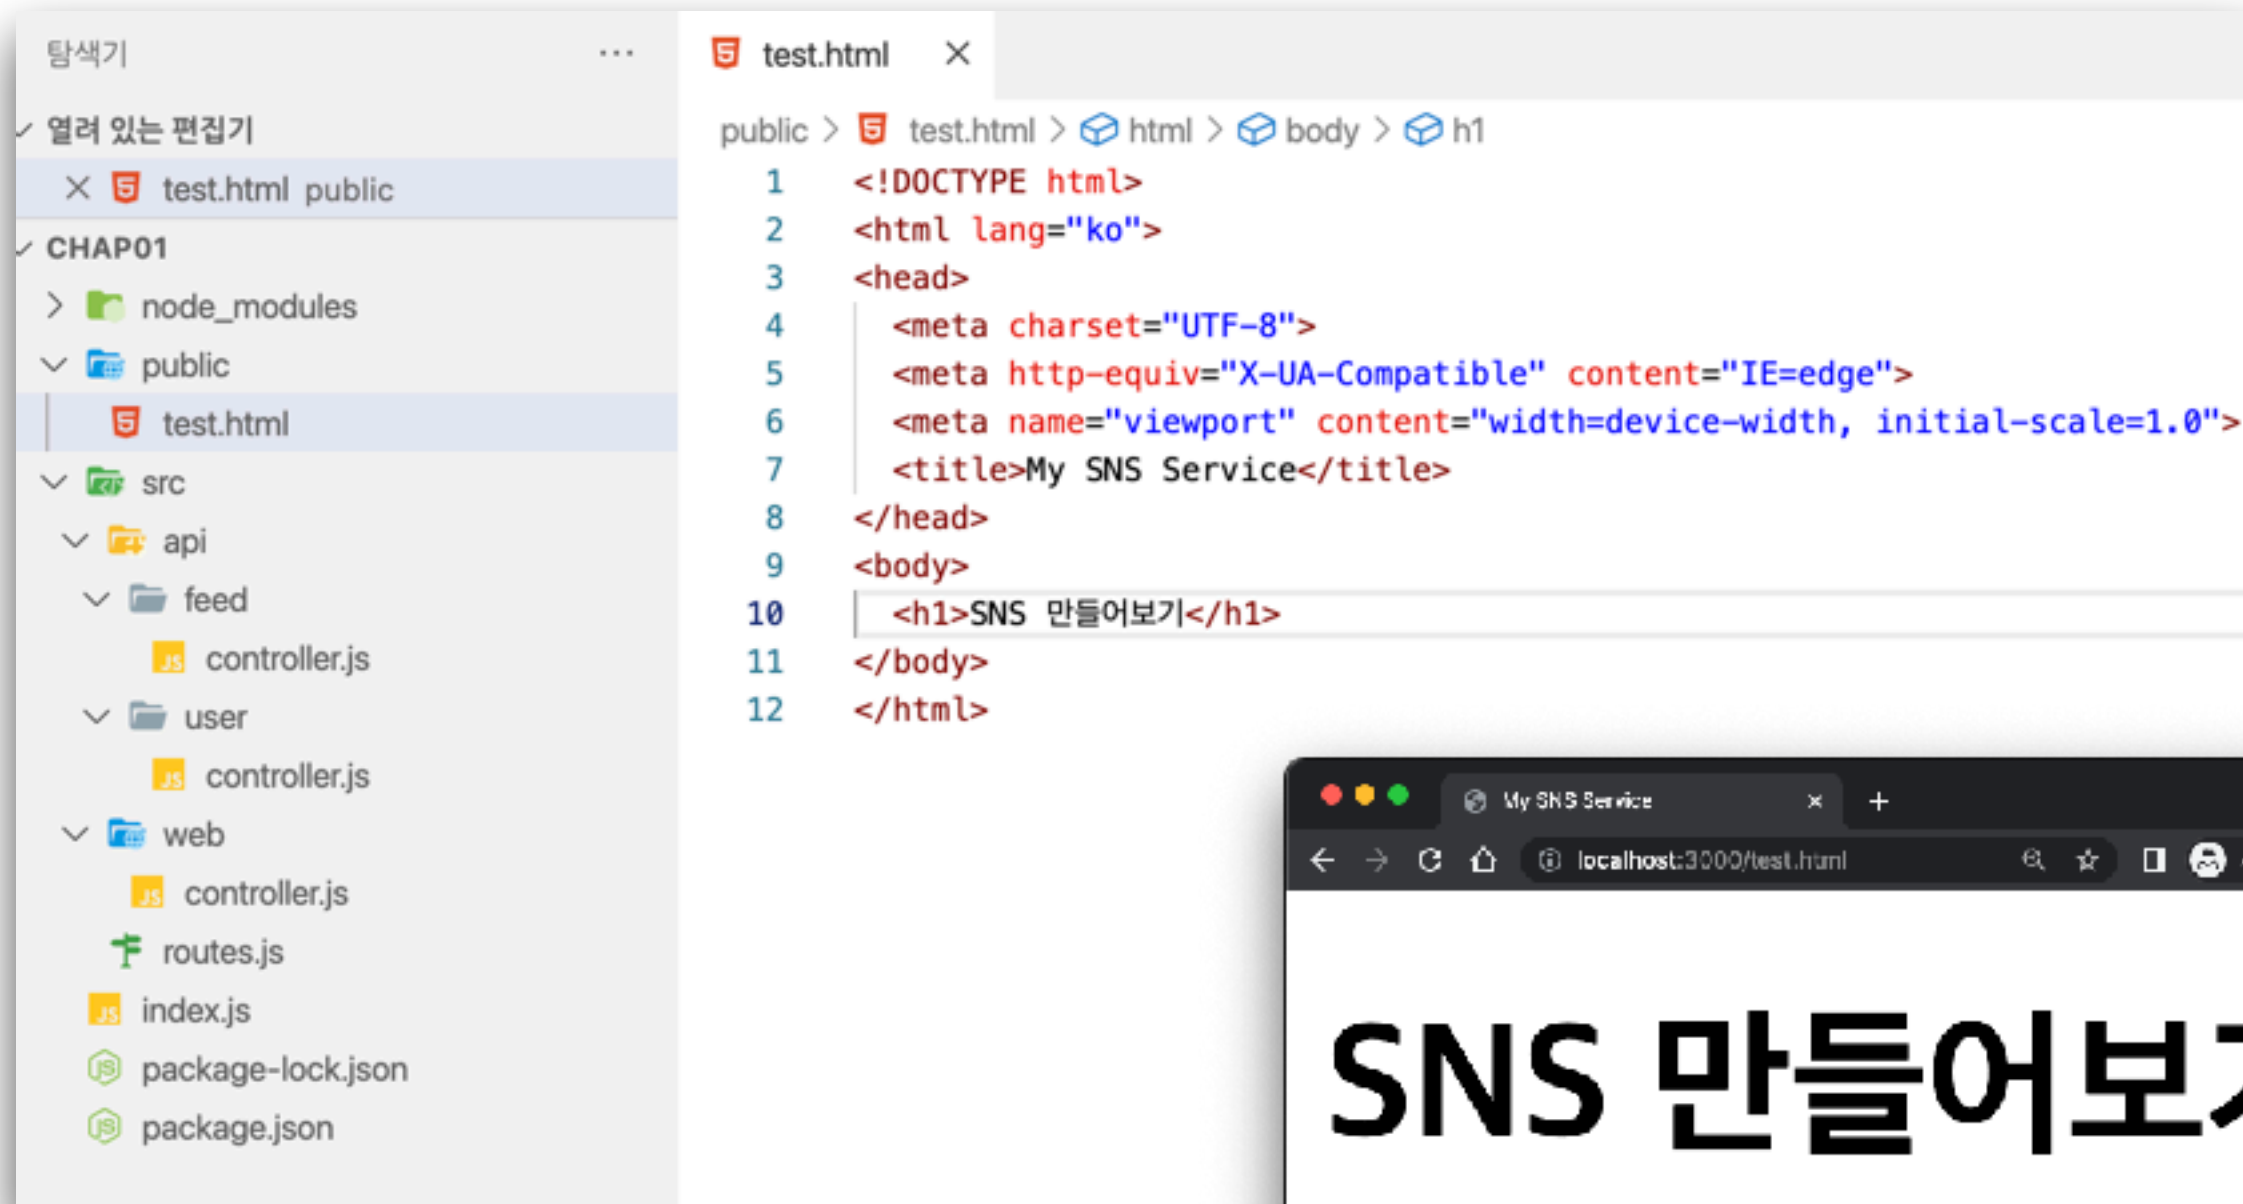 탐색기 ...
열려 있는 편집기
test.html public
CHAP01
node_modules
public
test.html
src
api
feed
controller.js
user
controller.js
web
controller.js
routes.js
index.js
package-lock.json
package.json
test.html
public > test.html > html > body > h1
1 <!DOCTYPE html>
2 <html lang="ko">
3 <head>
4 <meta charset="UTF-8">
5 <meta http-equiv="X-UA-Compatible" content="IE=edge">
6 <meta name="viewport" content="width=device-width, initial-scale=1.0">
7 <title>My SNS Service</title>
8 </head>
9 <body>
10 <h1>SNS 만들어보기</h1>
11 </body>
12 </html>
My SNS Service
localhost:3000/test.html
SNS 만들어보